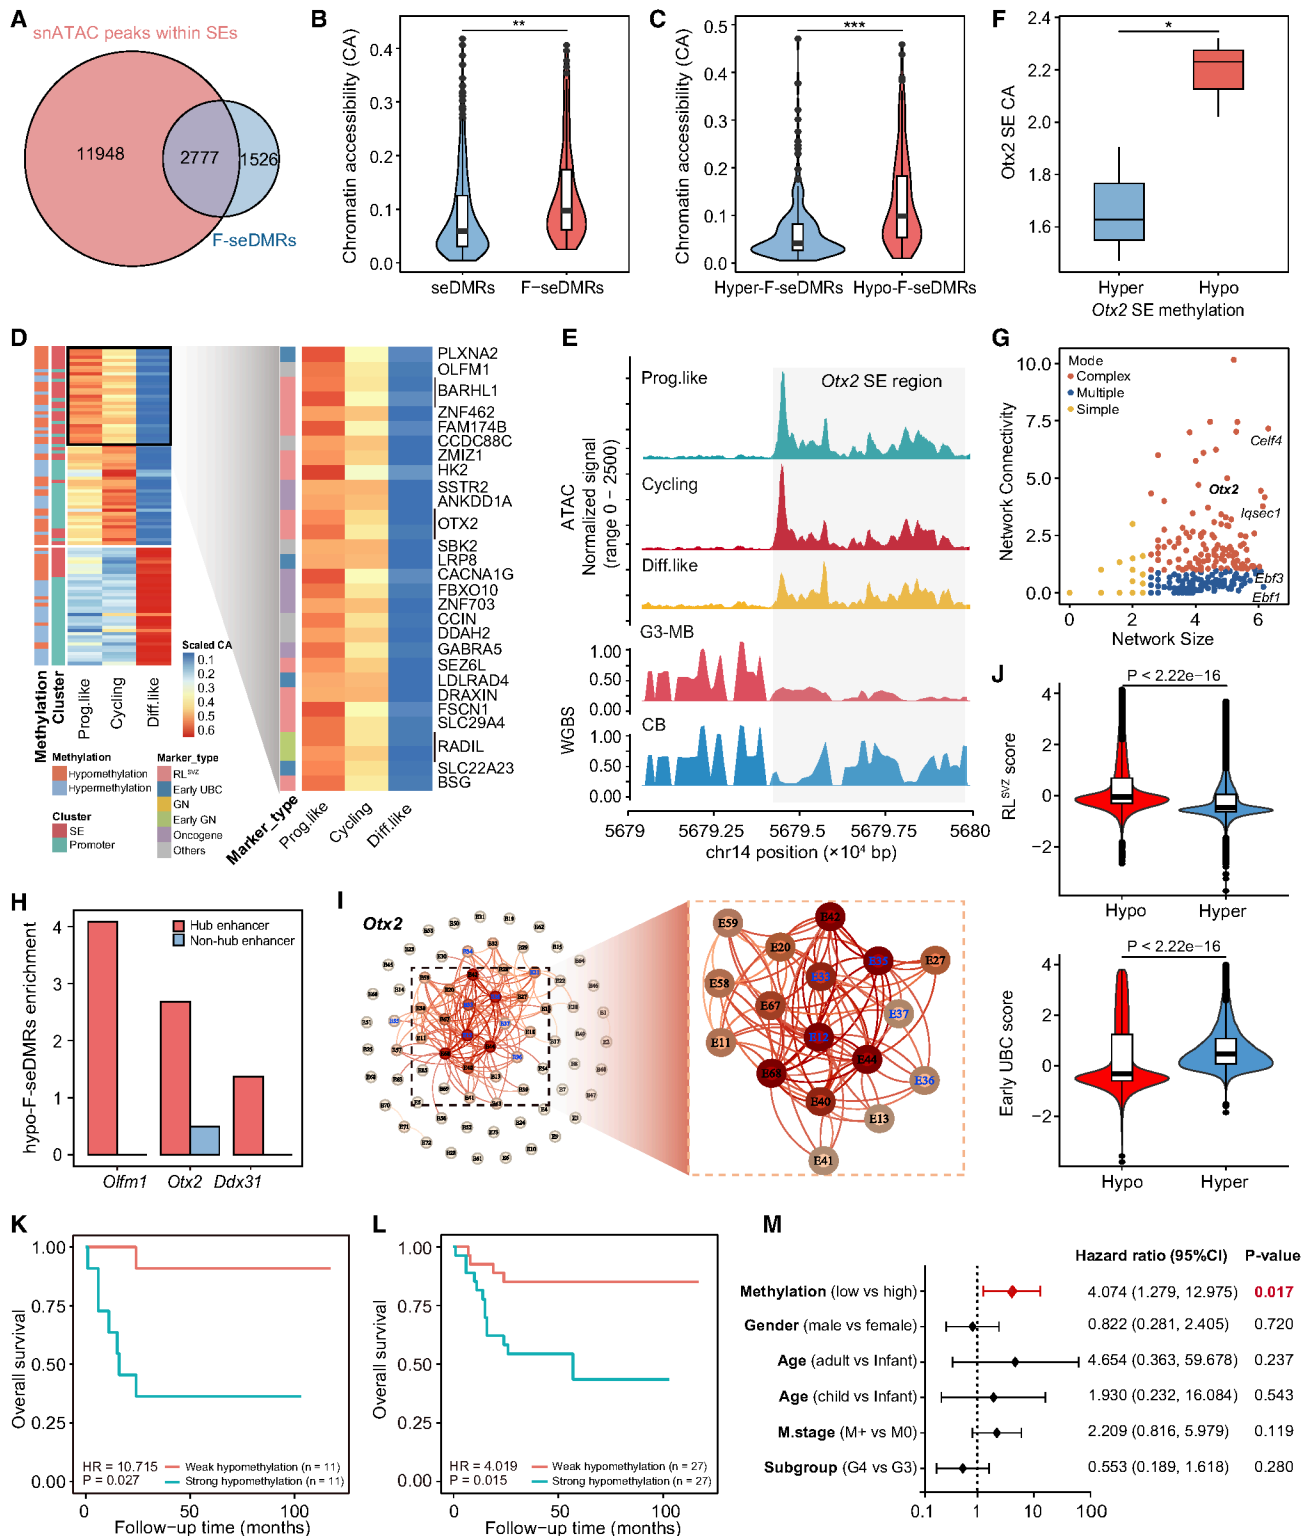 A
snATAC peaks within SEs
11948
2777
1526
F-seDMRs
B
Chromatin accessibility (CA)
0.4
0.3
0.2
0.1
0.0
**
seDMRs
F−seDMRs
C
Chromatin accessibility (CA)
0.5
0.4
0.3
0.2
0.1
0.0
***
Hyper-F-seDMRs
Hypo-F-seDMRs
F
Otx2 SE CA
2.4
2.2
2.0
1.8
1.6
*
Hyper
Hypo
Otx2 SE methylation
D
Methylation
Cluster
Prog.like
Cycling
Diff.like
Scaled CA
0.1
0.2
0.3
0.4
0.5
0.6
Methylation
Hypomethylation
Hypermethylation
Cluster
SE
Promoter
Marker_type
RLSVZ
Early UBC
GN
Early GN
Oncogene
Others
PLXNA2
OLFM1
BARHL1
ZNF462
FAM174B
CCDC88C
ZMIZ1
HK2
SSTR2
ANKDD1A
OTX2
SBK2
LRP8
CACNA1G
FBXO10
ZNF703
CCIN
DDAH2
GABRA5
SEZ6L
LDLRAD4
DRAXIN
FSCN1
SLC29A4
RADIL
SLC22A23
BSG
Marker_type
Prog.like
Cycling
Diff.like
E
ATAC
Normalized signal
(range 0 – 2500)
Prog.like
Otx2 SE region
Cycling
Diff.like
WGBS
G3-MB
1.00
0.50
0.00
CB
1.00
0.50
0.00
5679
5679.25
5679.5
5679.75
5680
chr14 position (×10⁴ bp)
G
Network Connectivity
10.0
7.5
5.0
2.5
0.0
Mode
Complex
Multiple
Simple
Celf4
Otx2
Iqsec1
Ebf3
Ebf1
0
2
4
6
Network Size
H
hypo-F-seDMRs enrichment
4
3
2
1
0
Hub enhancer
Non-hub enhancer
Olfm1
Otx2
Ddx31
I
Otx2
E42
E59
E20
E35
E27
E33
E58
E67
E37
E12
E11
E44
E68
E36
E40
E13
E41
J
RLSVZ score
4
2
0
−2
P < 2.22e−16
Hypo
Hyper
Early UBC score
4
2
0
−2
P < 2.22e−16
Hypo
Hyper
K
Overall survival
1.00
0.75
0.50
0.25
0.00
HR = 10.715
P = 0.027
Weak hypomethylation (n = 11)
Strong hypomethylation (n = 11)
0
50
100
Follow−up time (months)
L
Overall survival
1.00
0.75
0.50
0.25
0.00
HR = 4.019
P = 0.015
Weak hypomethylation (n = 27)
Strong hypomethylation (n = 27)
0
50
100
Follow−up time (months)
M
Hazard ratio (95%CI) P-value
Methylation (low vs high) 4.074 (1.279, 12.975) 0.017
Gender (male vs female) 0.822 (0.281, 2.405) 0.720
Age (adult vs Infant) 4.654 (0.363, 59.678) 0.237
Age (child vs Infant) 1.930 (0.232, 16.084) 0.543
M.stage (M+ vs M0) 2.209 (0.816, 5.979) 0.119
Subgroup (G4 vs G3) 0.553 (0.189, 1.618) 0.280
0.1
1
10
100